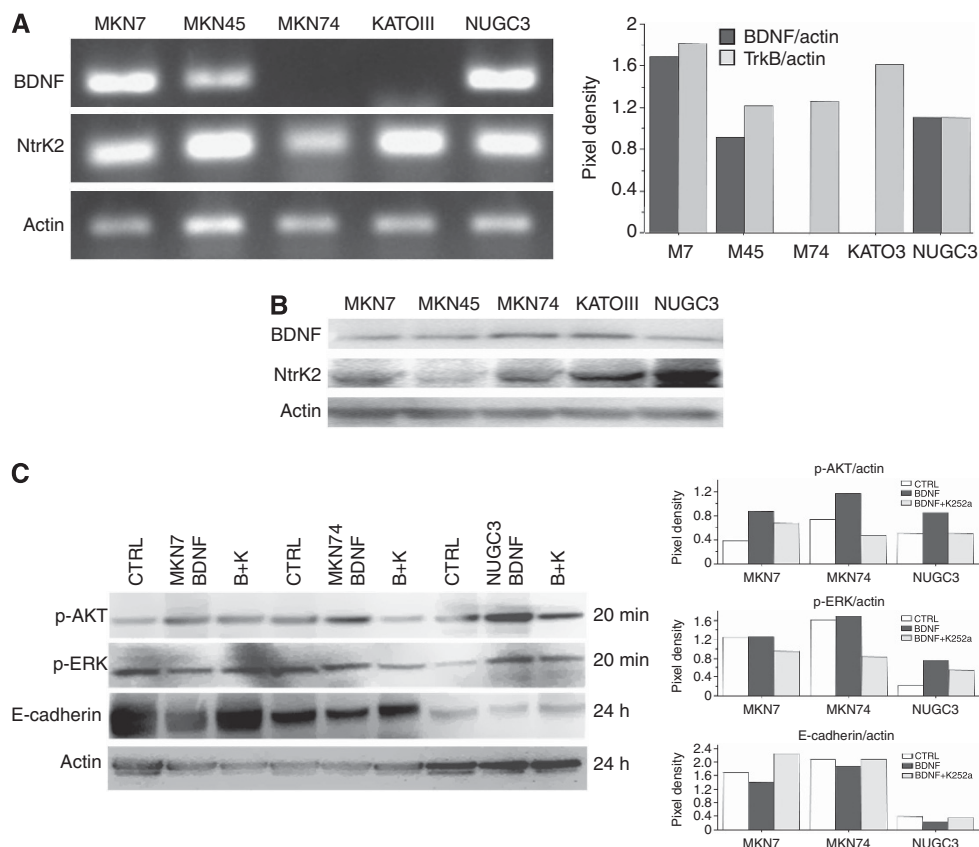 A
MKN7 MKN45 MKN74 KATOIII NUGC3
BDNF
NtrK2
Actin
2
1.6
1.2
0.8
0.4
0
Pixel density
BDNF/actin
TrkB/actin
M7 M45 M74 KATO3 NUGC3
B
MKN7 MKN45 MKN74 KATOIII NUGC3
BDNF
NtrK2
Actin
C
CTRL
MKN7
BDNF
B+K
CTRL
MKN74
BDNF
B+K
CTRL
NUGC3
BDNF
B+K
p-AKT 20 min
p-ERK 20 min
E-cadherin 24 h
Actin 24 h
p-AKT/actin
Pixel density
1.2
0.8
0.4
0
CTRL
BDNF
BDNF+K252a
MKN7 MKN74 NUGC3
p-ERK/actin
Pixel density
1.6
1.2
0.8
0.4
0
CTRL
BDNF
BDNF+K252a
MKN7 MKN74 NUGC3
E-cadherin/actin
Pixel density
2.4
2.0
1.6
1.2
0.8
0.4
0
CTRL
BDNF
BDNF+K252a
MKN7 MKN74 NUGC3